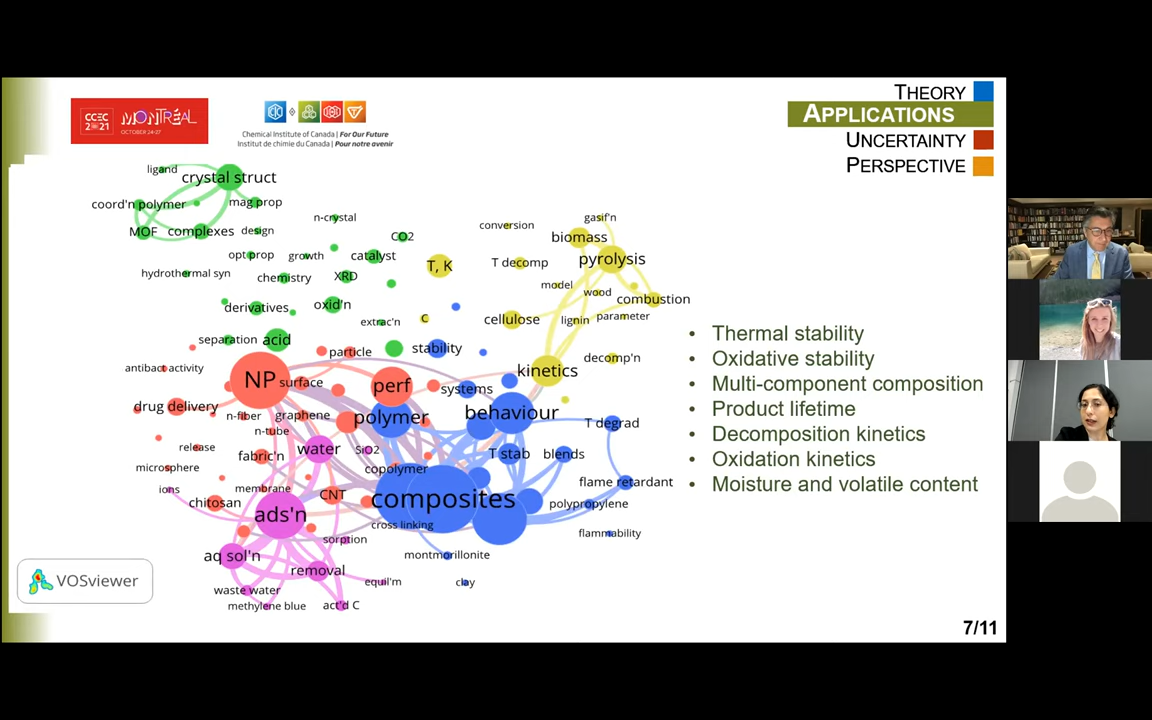 THEORY
APPLICATIONS
UNCERTAINTY
PERSPECTIVE
CCEC
2021
MONTRÉAL
OCTOBER 24-27
Chemical Institute of Canada | For Our Future
Institut de chimie du Canada | Pour notre avenir
ligand
crystal struct
coord'n polymer
mag prop
MOF
complexes
design
n-crystal
CO2
conversion
gasif'n
biomass
opt prop
growth
catalyst
T, K
T decomp
pyrolysis
hydrothermal syn
chemistry
XRD
model
wood
combustion
derivatives
oxid'n
extrac'n
C
cellulose
lignin
parameter
separation
acid
particle
stability
decomp'n
antibact activity
NP
surface
perf
systems
kinetics
drug delivery
n-fiber
graphene
polymer
behaviour
T degrad
n-tube
release
fabric'n
water
SiO2
T stab
blends
microsphere
copolymer
flame retardant
ions
membrane
CNT
composites
polypropylene
chitosan
ads'n
cross linking
flammability
sorption
aq sol'n
montmorillonite
removal
equil'm
clay
waste water
methylene blue
act'd C
VOSviewer
• Thermal stability
• Oxidative stability
• Multi-component composition
• Product lifetime
• Decomposition kinetics
• Oxidation kinetics
• Moisture and volatile content
7/11